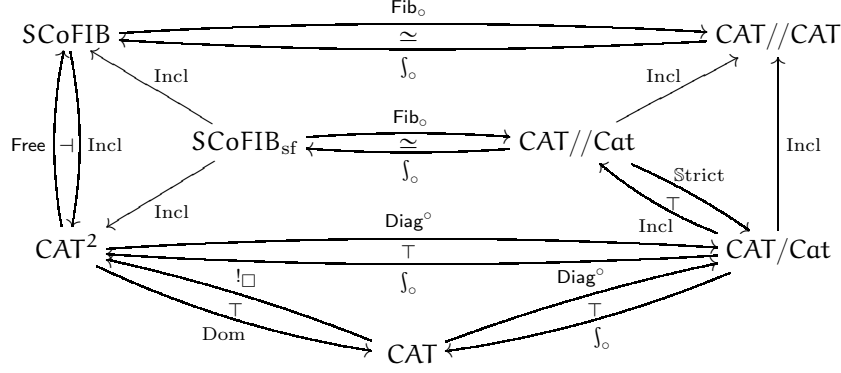 Fib∘
SCoFIB ≃ CAT//CAT
∫∘
Incl Incl
Fib∘
Free ⊣ Incl SCoFIB_sf ≃ CAT//Cat Incl
∫∘
𝕊trict
⊤
Incl Diag° Incl
CAT² ⊤ CAT/Cat
∫∘
!□ Diag°
⊤ ⊤
Dom ∫∘
CAT